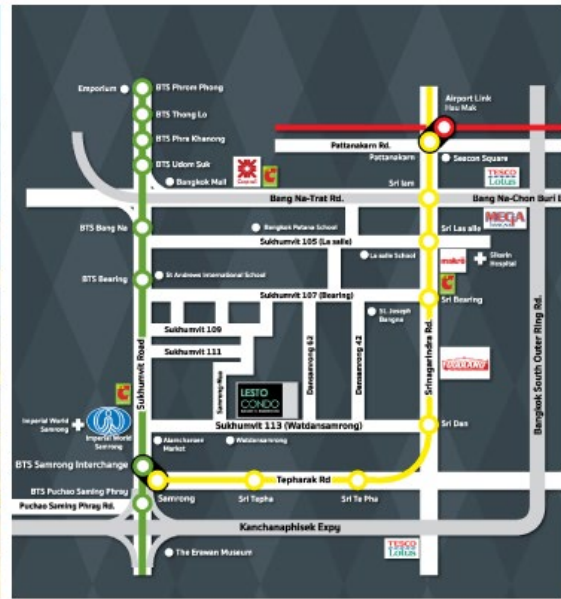 Emporium
BTS Phrom Phong
BTS Thong Lo
BTS Phra Khanong
BTS Udom Suk
Bangkok Mall
Airport Link
Hau Mak
Pattanakarn Rd.
Pattanakarn
Seacon Square
Sri Iam
TESCO
Lotus
Bang Na-Trat Rd.
Bang Na-Chon Buri
MEGA
BTS Bang Na
Bangkok Patana School
Sukhumvit 105 (La salle)
Sri Las alle
La salle School
makro
Sikarin
Hospital
BTS Bearing
St Andrews International School
Sukhumvit 107 (Bearing)
Sri Bearing
St. Joseph
Bangna
Sukhumvit 109
Sukhumvit 111
Sukhumvit Road
Dansamrong 62
Dansamrong 42
Srinagarindra Rd.
Bangkok South Outer Ring Rd.
FOODLAND
LESTO
CONDO
Imperial World
Samrong
Imperial World
Samrong
Sukhumvit 113 (Watdansamrong)
Sri Dan
Watdansamrong
Market
BTS Samrong Interchange
Tepharak Rd
Samrong
Sri Tepha
Sri Te Pha
BTS Puchao Saming Phray
Puchao Saming Phray Rd.
Kanchanaphisek Expy
The Erawan Museum
TESCO
Lotus